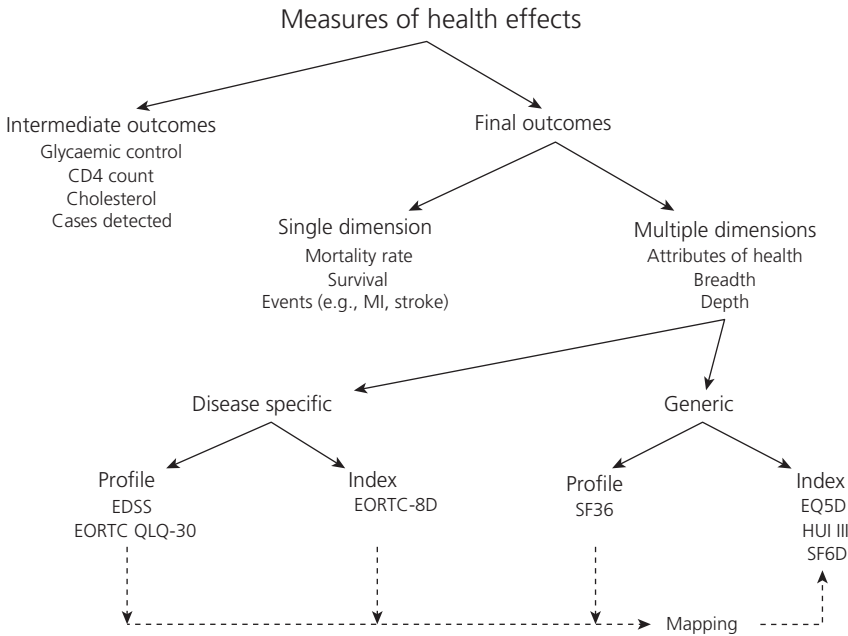 Measures of health effects
Intermediate outcomes
Glycaemic control
CD4 count
Cholesterol
Cases detected
Final outcomes
Single dimension
Mortality rate
Survival
Events (e.g., MI, stroke)
Multiple dimensions
Attributes of health
Breadth
Depth
Disease specific
Generic
Profile
EDSS
EORTC QLQ-30
Index
EORTC-8D
Profile
SF36
Index
EQ5D
HUI III
SF6D
Mapping